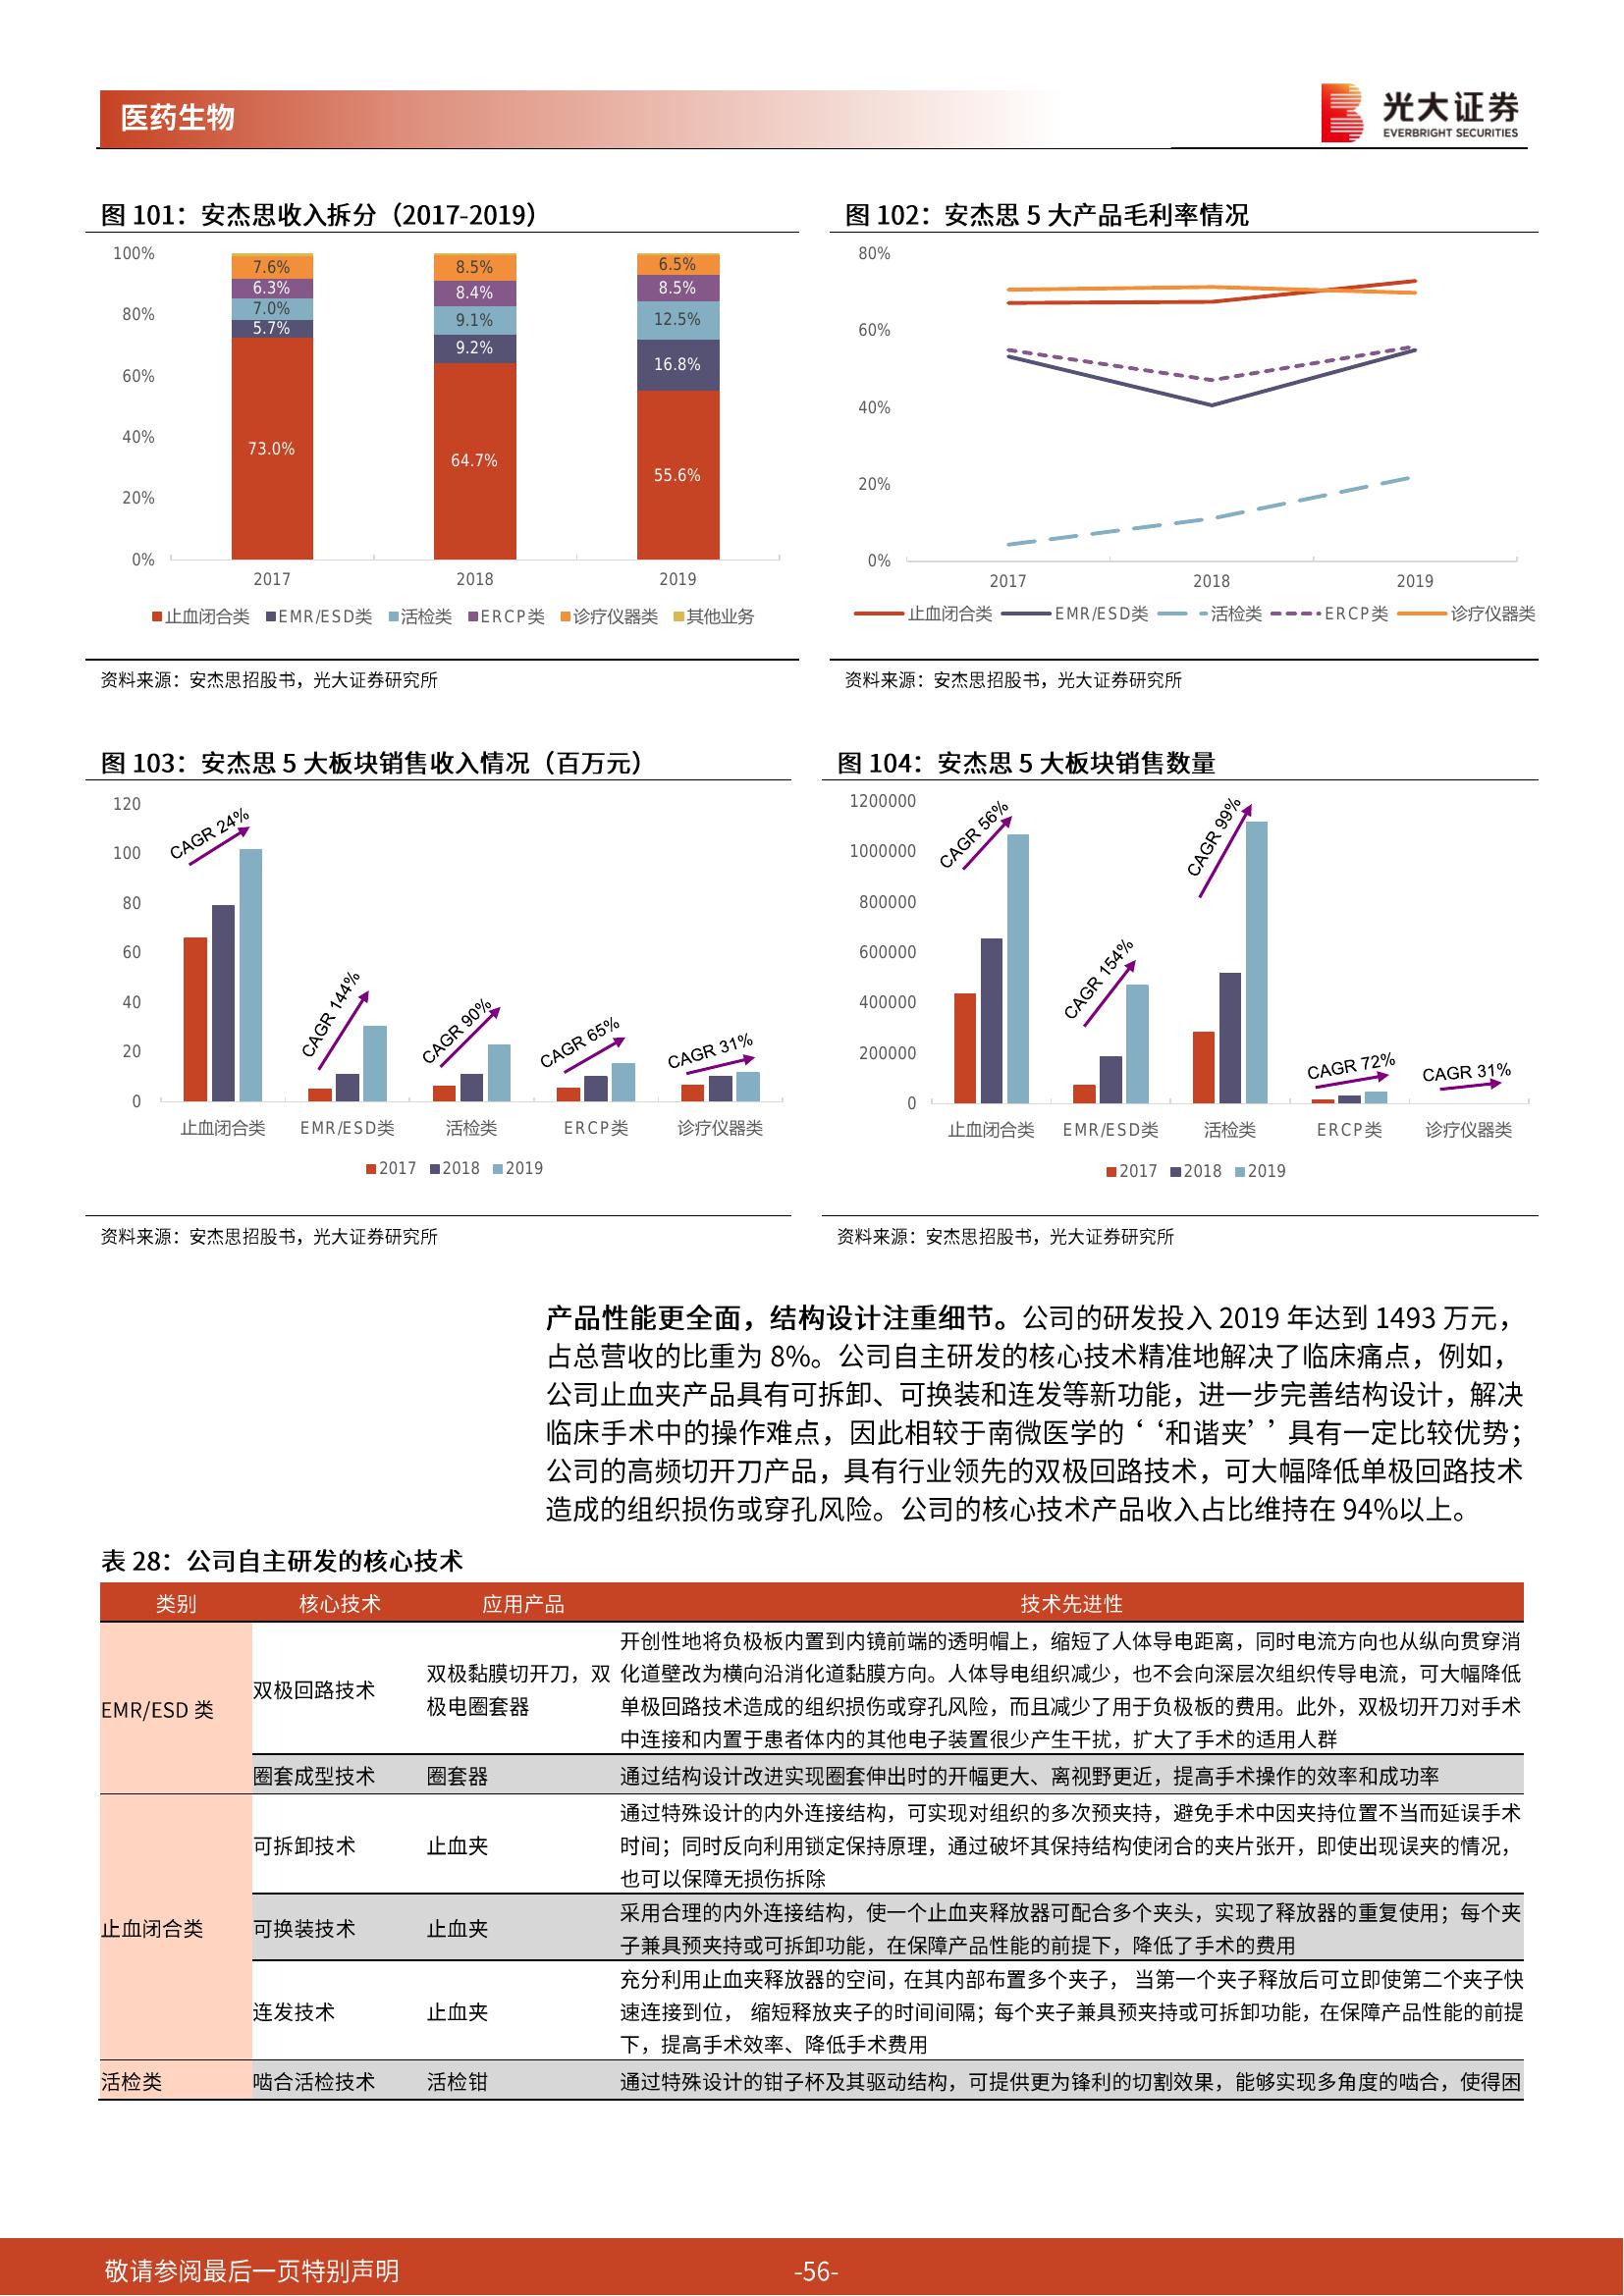 医药生物
光大证券
EVERBRIGHT SECURITIES
图 101：安杰思收入拆分（2017-2019）
100%
80%
60%
40%
20%
0%
7.6%
6.3%
7.0%
5.7%
73.0%
8.5%
8.4%
9.1%
9.2%
64.7%
6.5%
8.5%
12.5%
16.8%
55.6%
2017 2018 2019
止血闭合类 EMR/ESD类 活检类 ERCP类 诊疗仪器类 其他业务
资料来源：安杰思招股书，光大证券研究所
图 102：安杰思 5 大产品毛利率情况
80%
60%
40%
20%
0%
2017 2018 2019
止血闭合类 EMR/ESD类 活检类 ERCP类 诊疗仪器类
资料来源：安杰思招股书，光大证券研究所
图 103：安杰思 5 大板块销售收入情况（百万元）
120
100
80
60
40
20
0
CAGR 24%
CAGR 144%
CAGR 90%
CAGR 65%
CAGR 31%
止血闭合类 EMR/ESD类 活检类 ERCP类 诊疗仪器类
2017 2018 2019
资料来源：安杰思招股书，光大证券研究所
图 104：安杰思 5 大板块销售数量
1200000
1000000
800000
600000
400000
200000
0
CAGR 56%
CAGR 154%
CAGR 99%
CAGR 72%
CAGR 31%
止血闭合类 EMR/ESD类 活检类 ERCP类 诊疗仪器类
2017 2018 2019
资料来源：安杰思招股书，光大证券研究所
产品性能更全面，结构设计注重细节。公司的研发投入 2019 年达到 1493 万元，
占总营收的比重为 8%。公司自主研发的核心技术精准地解决了临床痛点，例如，
公司止血夹产品具有可拆卸、可换装和连发等新功能，进一步完善结构设计，解决
临床手术中的操作难点，因此相较于南微医学的‘‘和谐夹’’具有一定比较优势；
公司的高频切开刀产品，具有行业领先的双极回路技术，可大幅降低单极回路技术
造成的组织损伤或穿孔风险。公司的核心技术产品收入占比维持在 94%以上。
表 28：公司自主研发的核心技术
类别 核心技术 应用产品 技术先进性
EMR/ESD 类
双极回路技术
双极黏膜切开刀，双
极电圈套器
开创性地将负极板内置到内镜前端的透明帽上，缩短了人体导电距离，同时电流方向也从纵向贯穿消
化道壁改为横向沿消化道黏膜方向。人体导电组织减少，也不会向深层次组织传导电流，可大幅降低
单极回路技术造成的组织损伤或穿孔风险，而且减少了用于负极板的费用。此外，双极切开刀对手术
中连接和内置于患者体内的其他电子装置很少产生干扰，扩大了手术的适用人群
圈套成型技术 圈套器 通过结构设计改进实现圈套伸出时的开幅更大、离视野更近，提高手术操作的效率和成功率
止血闭合类
可拆卸技术 止血夹
通过特殊设计的内外连接结构，可实现对组织的多次预夹持，避免手术中因夹持位置不当而延误手术
时间；同时反向利用锁定保持原理，通过破坏其保持结构使闭合的夹片张开，即使出现误夹的情况，
也可以保障无损伤拆除
可换装技术 止血夹
采用合理的内外连接结构，使一个止血夹释放器可配合多个夹头，实现了释放器的重复使用；每个夹
子兼具预夹持或可拆卸功能，在保障产品性能的前提下，降低了手术的费用
连发技术 止血夹
充分利用止血夹释放器的空间，在其内部布置多个夹子， 当第一个夹子释放后可立即使第二个夹子快
速连接到位， 缩短释放夹子的时间间隔；每个夹子兼具预夹持或可拆卸功能，在保障产品性能的前提
下，提高手术效率、降低手术费用
活检类 啮合活检技术 活检钳 通过特殊设计的钳子杯及其驱动结构，可提供更为锋利的切割效果，能够实现多角度的啮合，使得困
敬请参阅最后一页特别声明
-56-